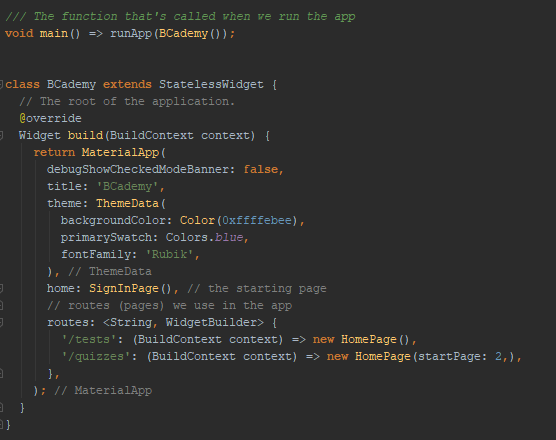 /// The function that's called when we run the app
void main() => runApp(BCademy());
class BCademy extends StatelessWidget {
// The root of the application.
@override
Widget build(BuildContext context) {
return MaterialApp(
debugShowCheckedModeBanner: false,
title: 'BCademy',
theme: ThemeData(
backgroundColor: Color(0xffffebee),
primarySwatch: Colors.blue,
fontFamily: 'Rubik',
), // ThemeData
home: SignInPage(), // the starting page
// routes (pages) we use in the app
routes: <String, WidgetBuilder> {
'/tests': (BuildContext context) => new HomePage(),
'/quizzes': (BuildContext context) => new HomePage(startPage: 2,),
},
); // MaterialApp
}
}